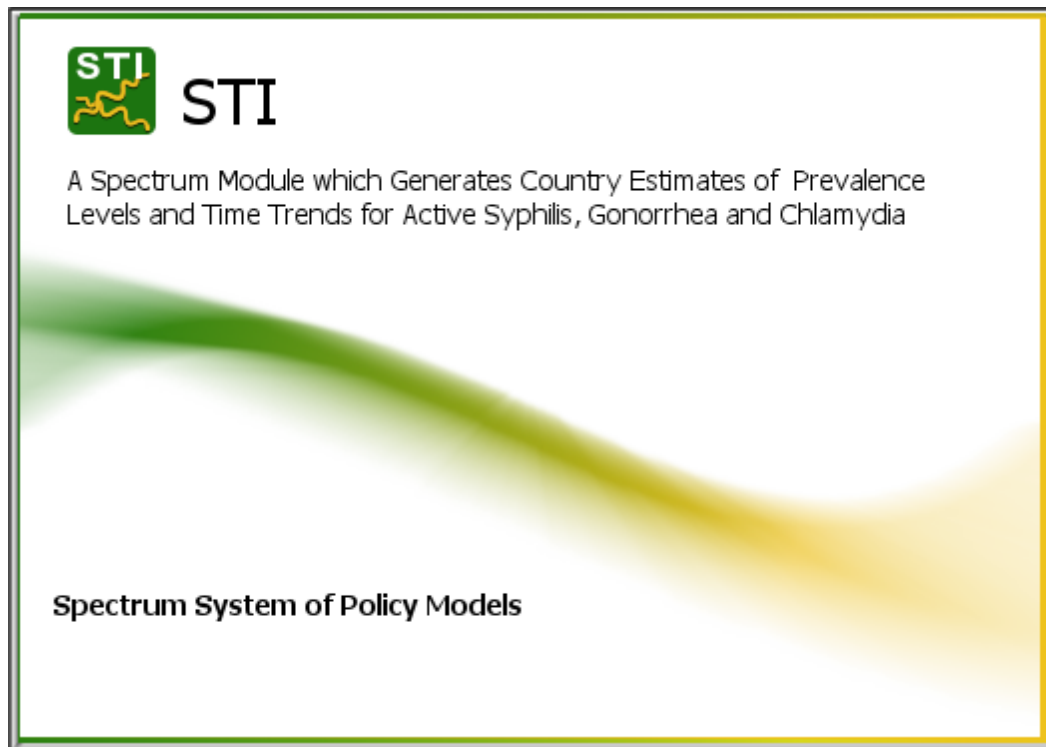 STI
STI
A Spectrum Module which Generates Country Estimates of Prevalence
Levels and Time Trends for Active Syphilis, Gonorrhea and Chlamydia
Spectrum System of Policy Models